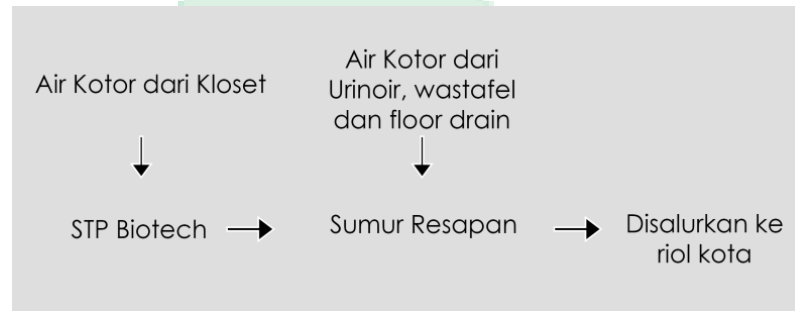 Air Kotor dari Kloset
Air Kotor dari
Urinoir, wastafel
dan floor drain
STP Biotech
Sumur Resapan
Disalurkan ke
riol kota